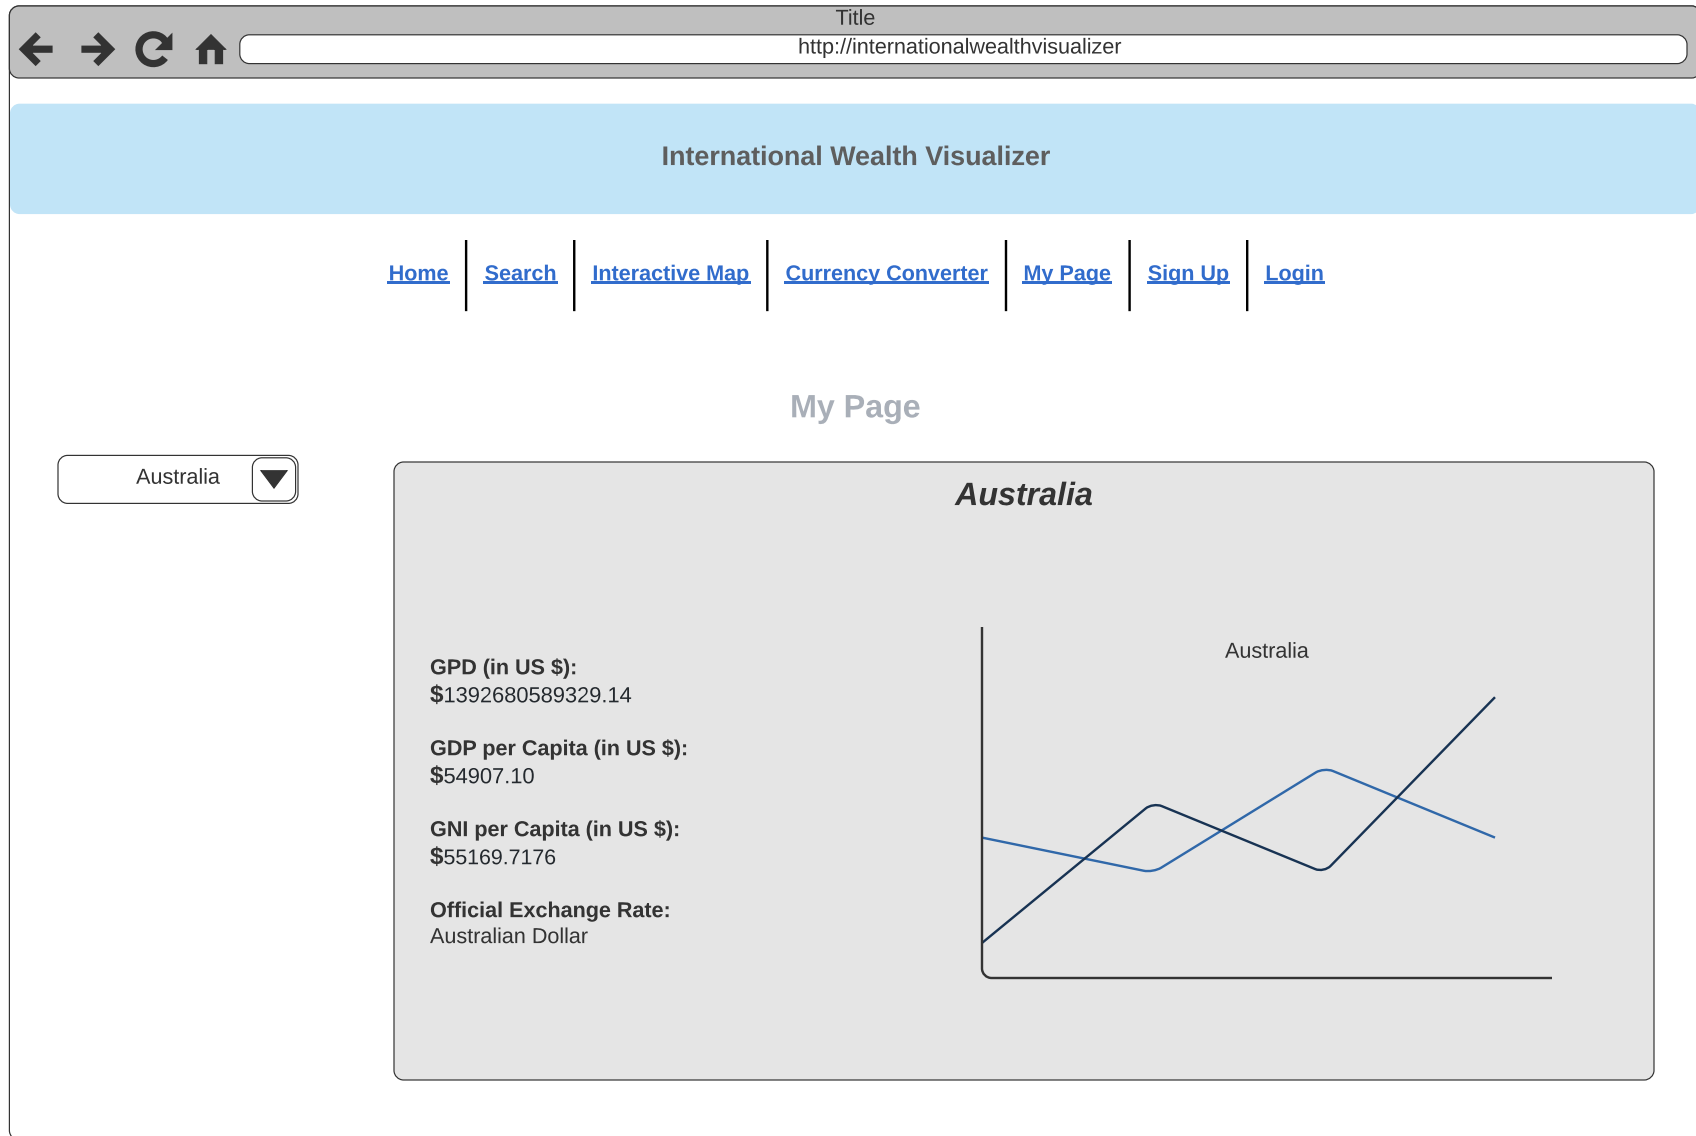 Title
http://internationalwealthvisualizer
International Wealth Visualizer
Home Search Interactive Map Currency Converter My Page Sign Up Login
My Page
Australia
Australia
Australia
GPD (in US $):
$1392680589329.14
GDP per Capita (in US $):
$54907.10
GNI per Capita (in US $):
$55169.7176
Official Exchange Rate:
Australian Dollar